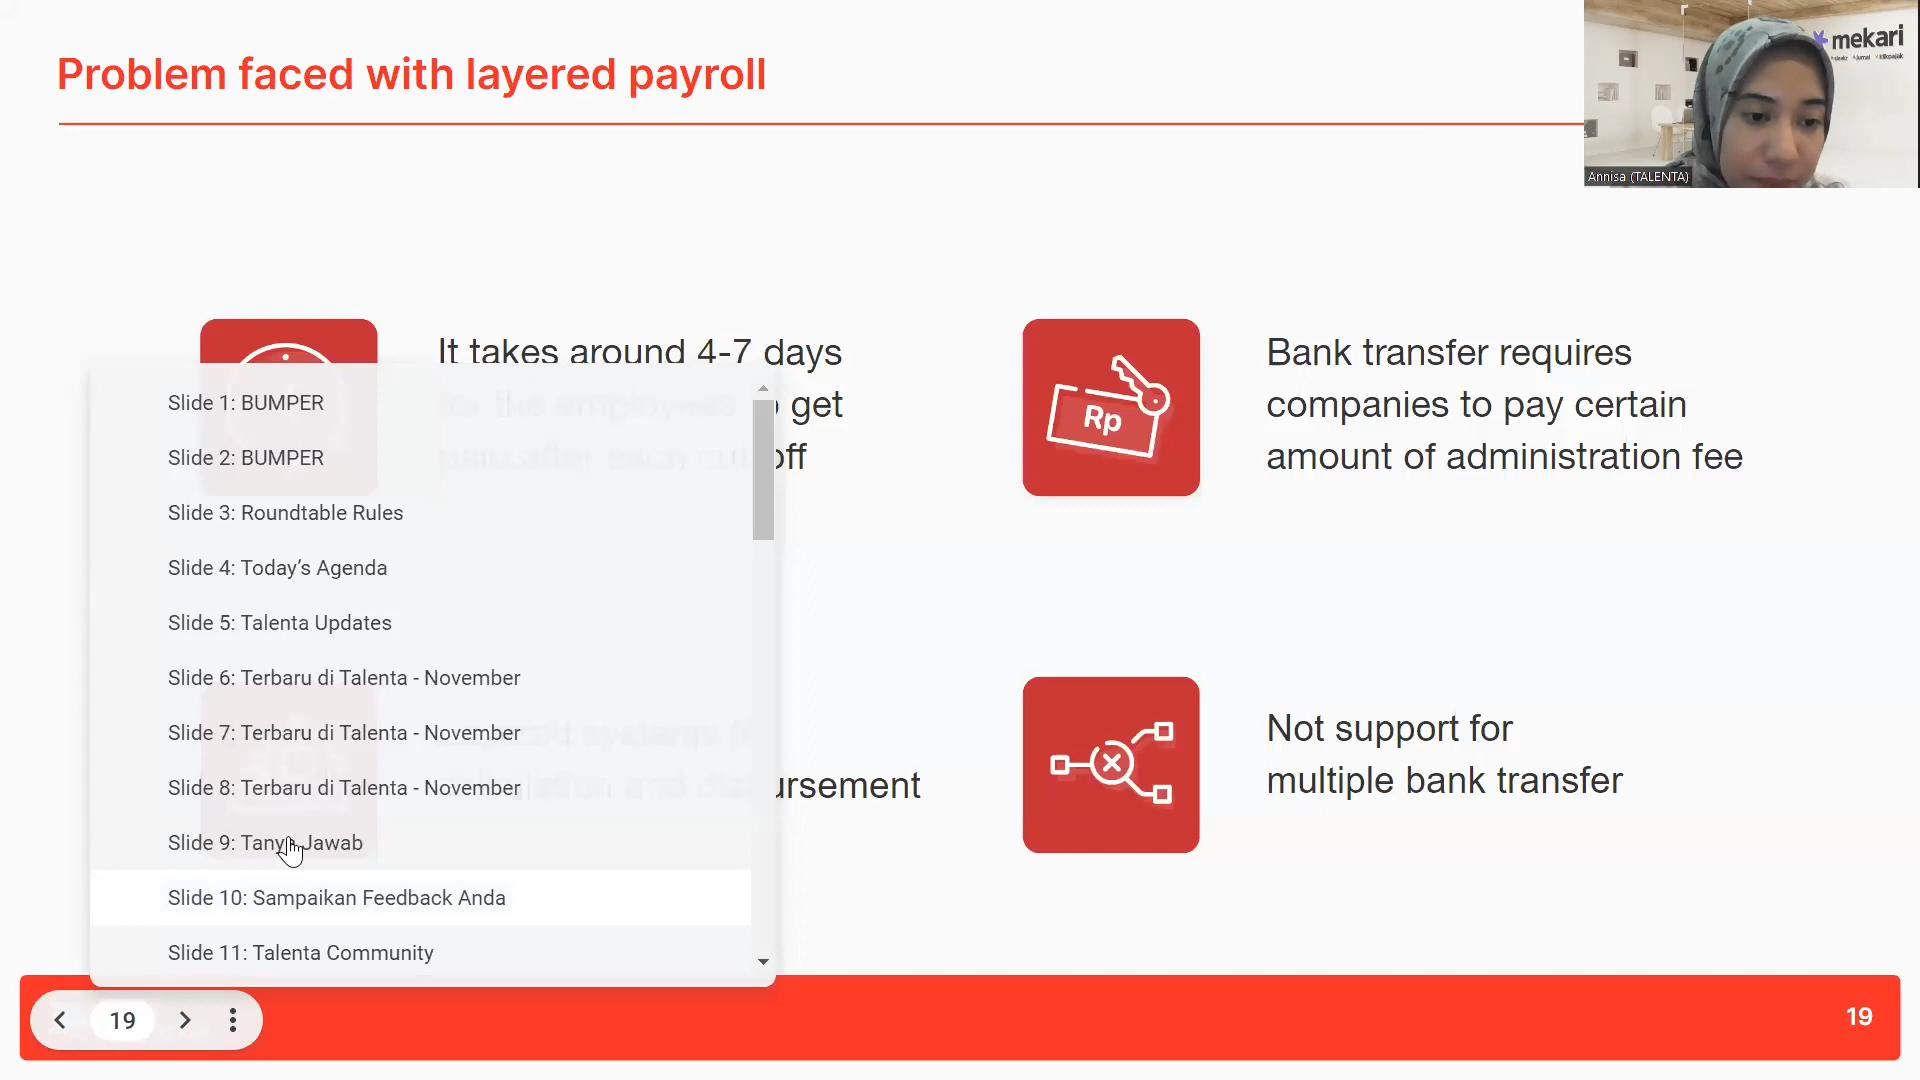 Problem faced with layered payroll
mekari
Annisa (TALENTA)
It takes around 4-7 days
get
off
Rp
Bank transfer requires
companies to pay certain
amount of administration fee
ursement
Not support for
multiple bank transfer
Slide 1: BUMPER
Slide 2: BUMPER
Slide 3: Roundtable Rules
Slide 4: Today’s Agenda
Slide 5: Talenta Updates
Slide 6: Terbaru di Talenta - November
Slide 7: Terbaru di Talenta - November
Slide 8: Terbaru di Talenta - November
Slide 9: Tanya Jawab
Slide 10: Sampaikan Feedback Anda
Slide 11: Talenta Community
19
19